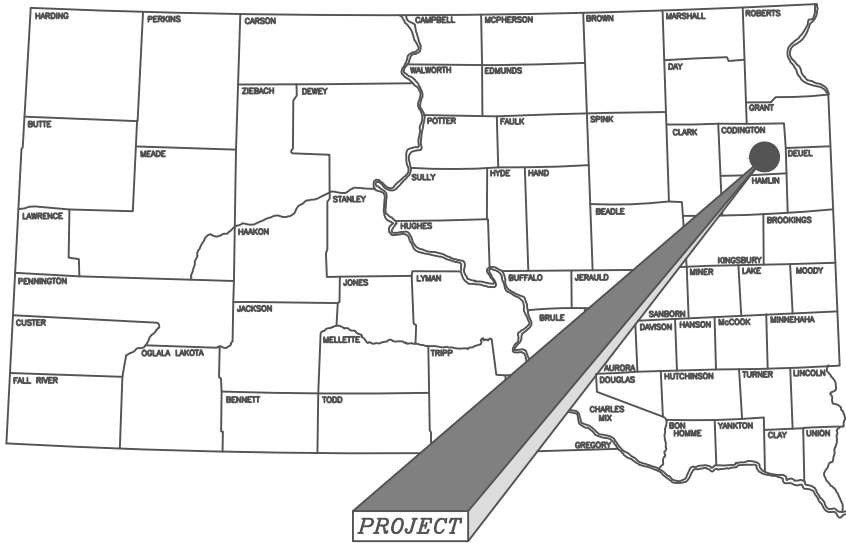 HARDING
PERKINS
CARSON
CAMPBELL
MCPHERSON
BROWN
MARSHALL
ROBERTS
WALWORTH
EDMUNDS
DAY
ZIEBACH
DEWEY
GRANT
BUTTE
POTTER
FAULK
SPINK
CLARK
CODINGTON
MEADE
DEUEL
SULLY
HYDE
HAND
HAMLIN
STANLEY
LAWRENCE
BEADLE
BROOKINGS
HAAKON
HUGHES
KINGSBURY
PENNINGTON
JONES
LYMAN
BUFFALO
JERAULD
MINER
LAKE
MOODY
JACKSON
BRULE
SANBORN
CUSTER
DAVISON
HANSON
McCOOK
MINNEHAHA
MELLETTE
OGLALA LAKOTA
TRIPP
AURORA
FALL RIVER
DOUGLAS
HUTCHINSON
TURNER
LINCOLN
BENNETT
TODD
CHARLES
MIX
BON
HOMME
YANKTON
CLAY
UNION
GREGORY
PROJECT